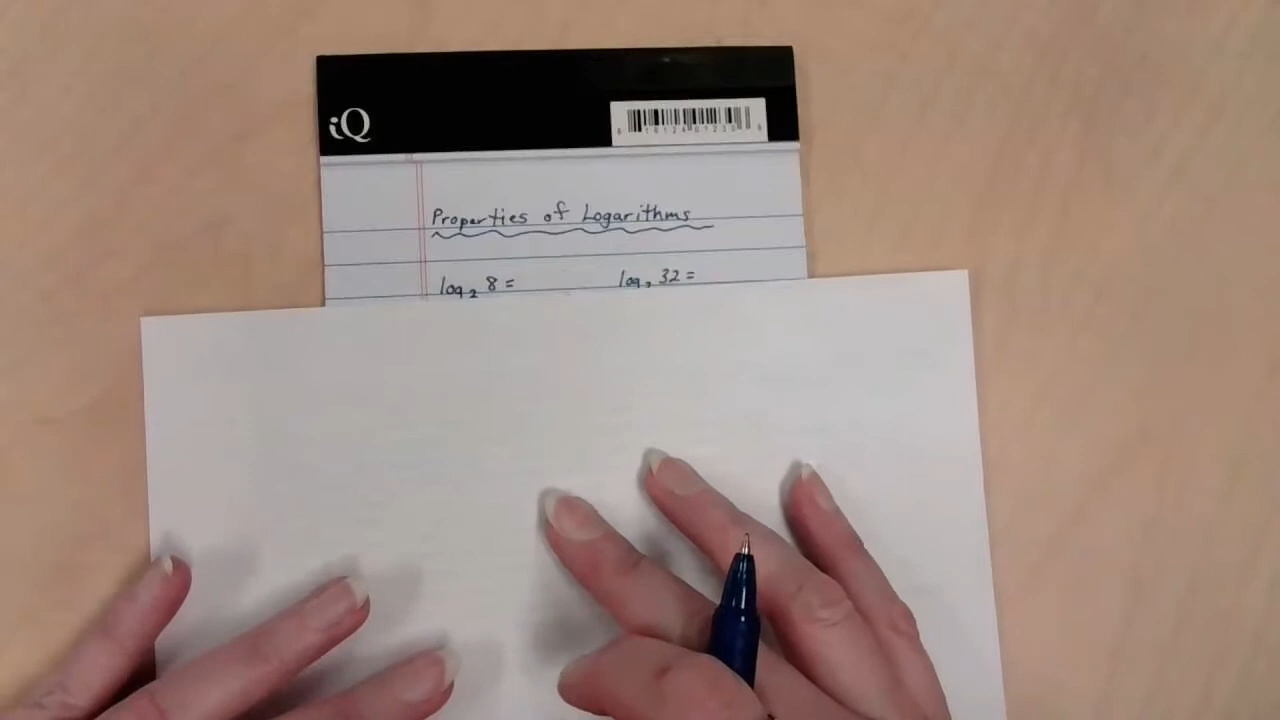 iQ
Properties of Logarithms
log₂ 8 = log₂ 32 =